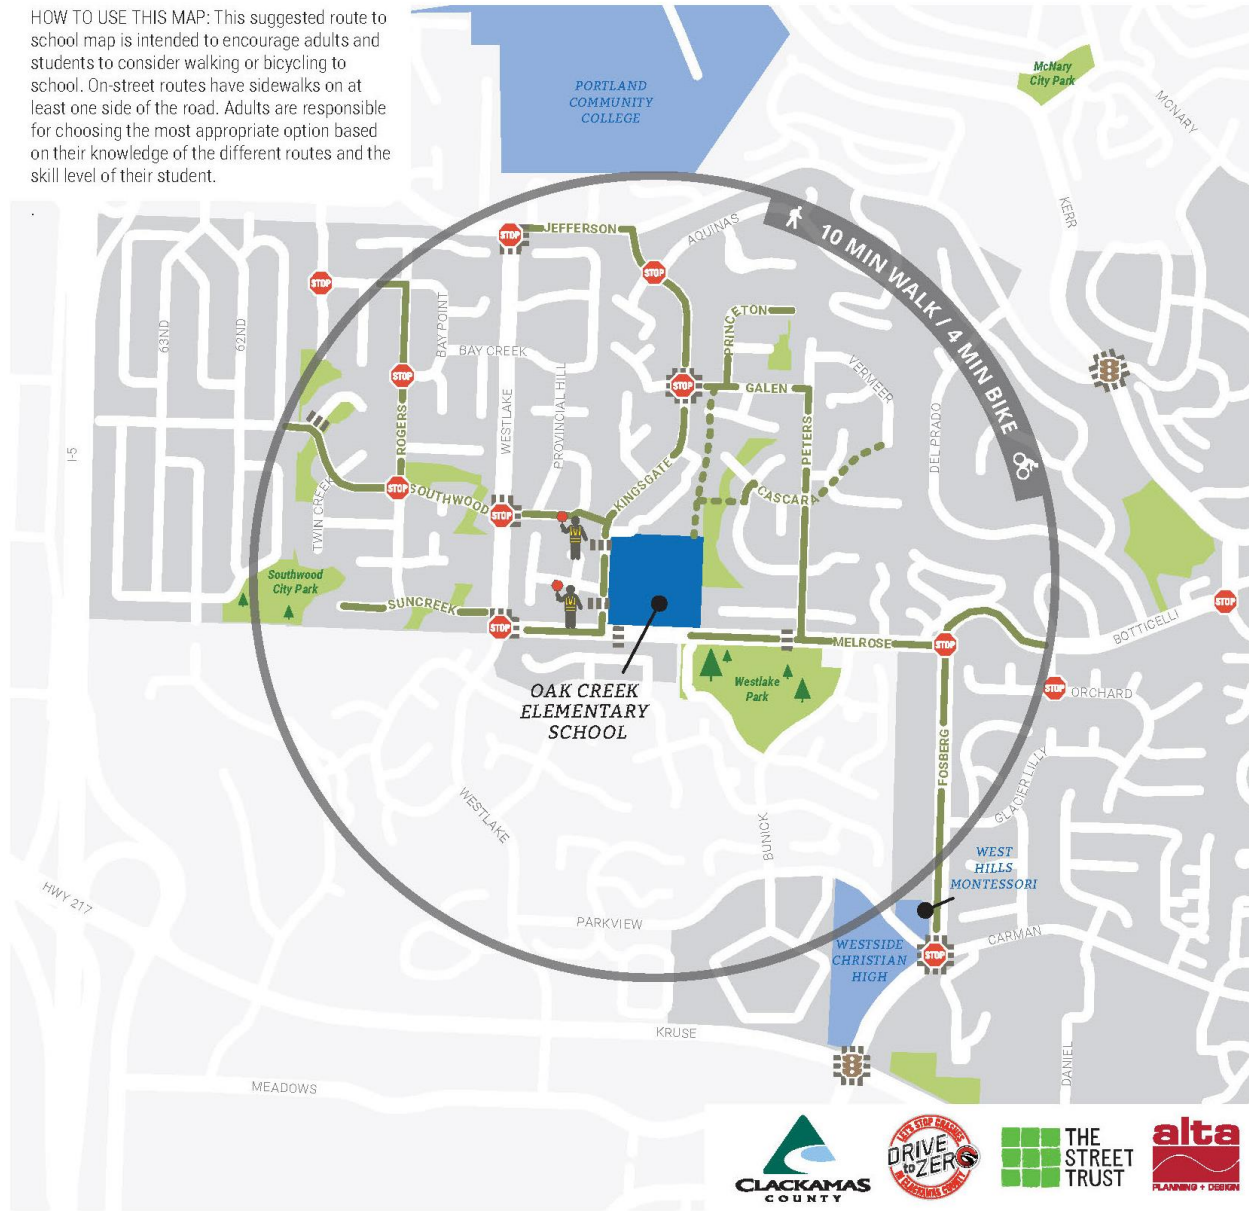 HOW TO USE THIS MAP: This suggested route to
school map is intended to encourage adults and
students to consider walking or bicycling to
school. On-street routes have sidewalks on at
least one side of the road. Adults are responsible
for choosing the most appropriate option based
on their knowledge of the different routes and the
skill level of their student.
.
PORTLAND
COMMUNITY
COLLEGE
McNary
City Park
MCNARY
KERR
10 MIN WALK / 4 MIN BIKE
AQUINAS
JEFFERSON
STOP
STOP
STOP
63RD
62ND
BAY POINT
BAY CREEK
PRINCETON
STOP
STOP
GALEN
VERMEER
DEL PRADO
I-5
ROGERS
WESTLAKE
PROVINCIAL HILL
KINGSGATE
PETERS
CASCARA
STOP
SOUTHWOOD
STOP
TWIN CREEK
Southwood
City Park
SUNCREEK
STOP
STOP
BOTTICELLI
MELROSE
STOP
OAK CREEK
ELEMENTARY
SCHOOL
Westlake
Park
STOP
ORCHARD
FOSBERG
GLACIER LILLY
WESTLAKE
BUNICK
WEST
HILLS
MONTESSORI
HWY 217
PARKVIEW
WESTSIDE
CHRISTIAN
HIGH
STOP
CARMAN
KRUSE
DANIEL
MEADOWS
CLACKAMAS
COUNTY
LET'S STOP CRASHES
DRIVE
to ZERO
IN CLACKAMAS COUNTY
THE
STREET
TRUST
alta
PLANNING + DESIGN